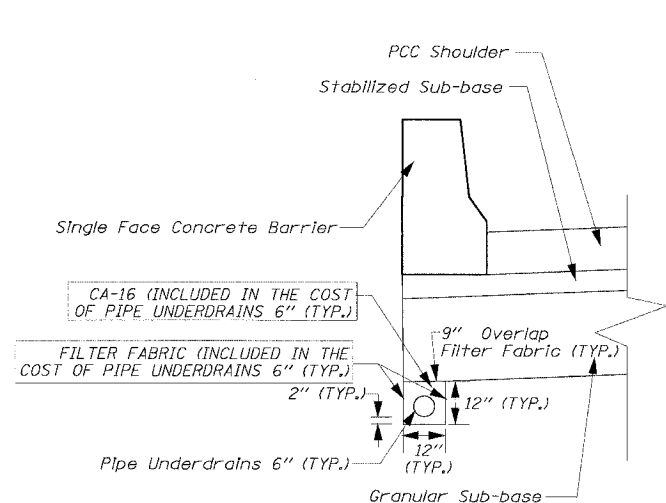 PCC Shoulder
Stabilized Sub-base
Single Face Concrete Barrier
CA-16 (INCLUDED IN THE COST
OF PIPE UNDERDRAINS 6" (TYP.)
9" Overlap
Filter Fabric (TYP.)
FILTER FABRIC (INCLUDED IN THE
COST OF PIPE UNDERDRAINS 6" (TYP.)
2" (TYP.)
12" (TYP.)
12"
(TYP.)
Pipe Underdrains 6" (TYP.)
Granular Sub-base